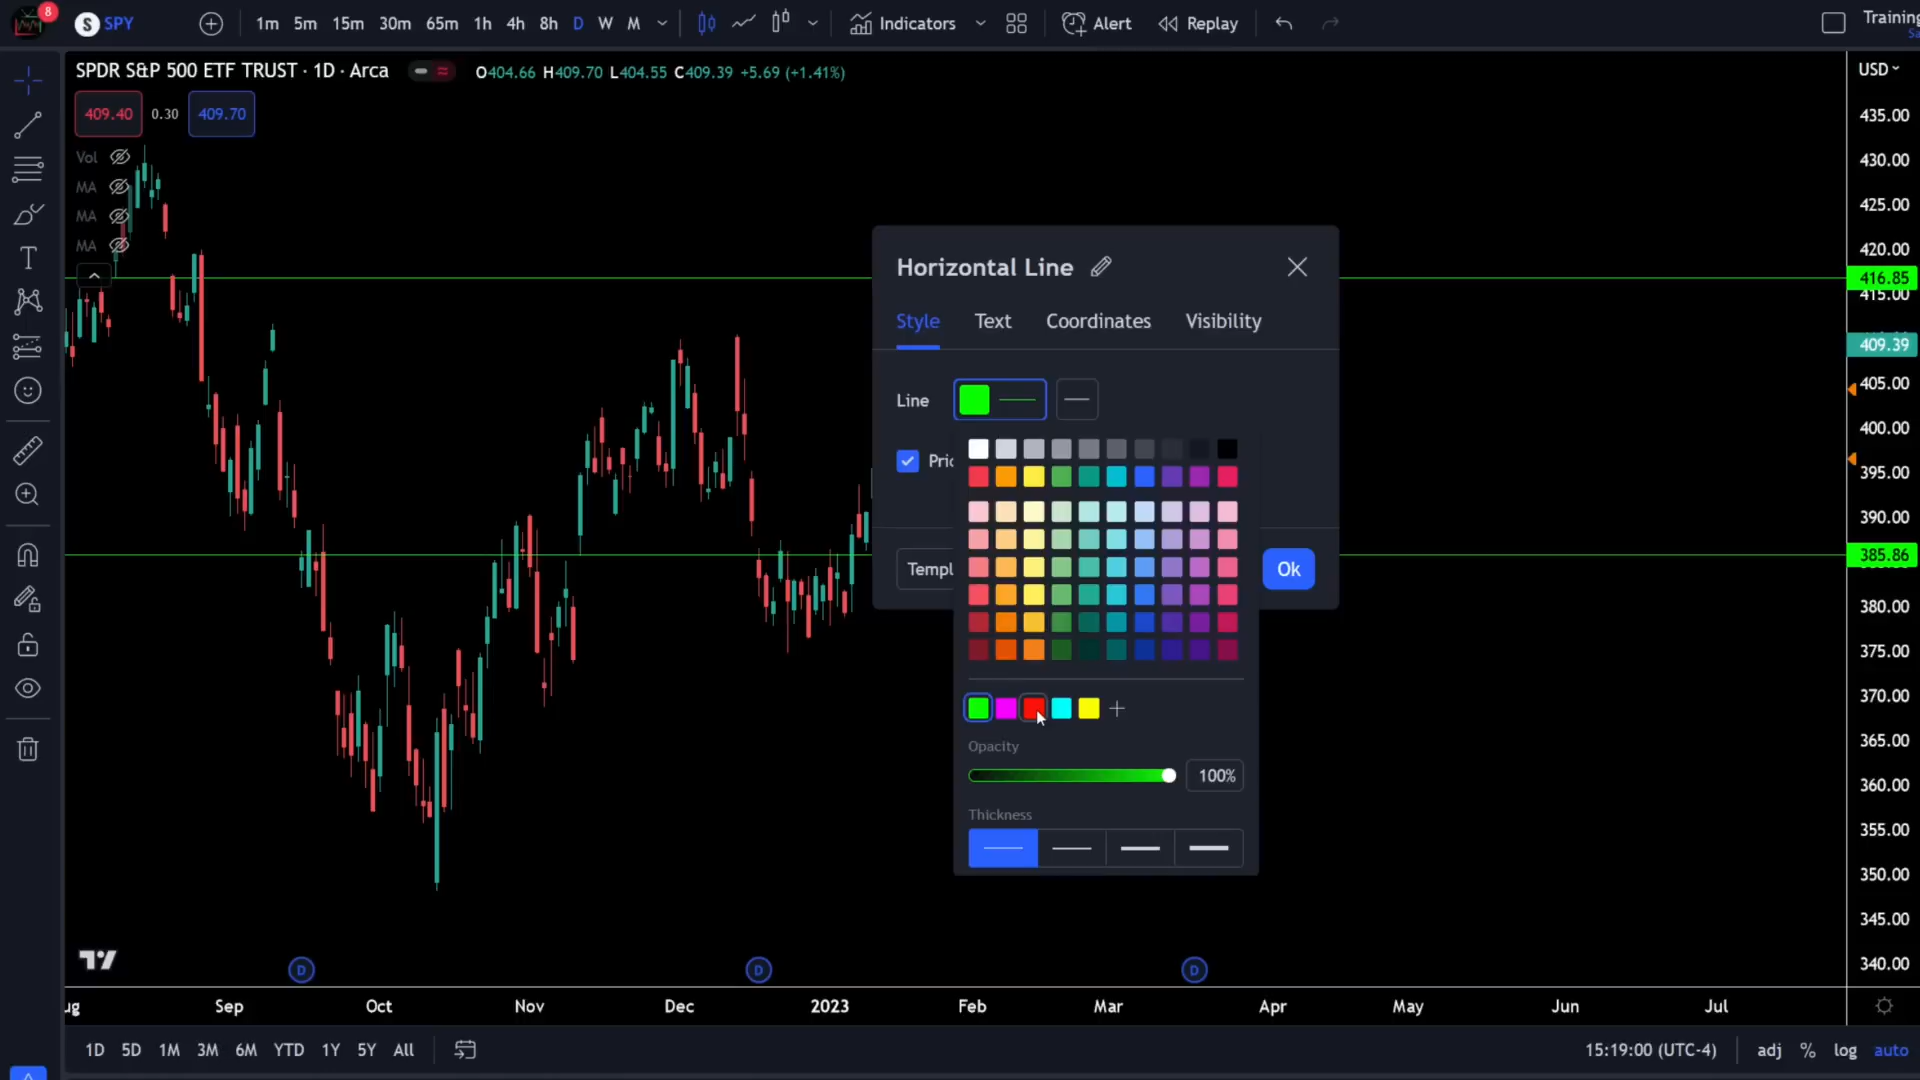 8
S SPY
1m 5m 15m 30m 65m 1h 4h 8h D W M
Indicators
Alert
Replay
Training
SPDR S&P 500 ETF TRUST · 1D · Arca
O404.66 H409.70 L404.55 C409.39 +5.69 (+1.41%)
USD
409.40 0.30 409.70
Vol
MA
MA
MA
Horizontal Line
Style Text Coordinates Visibility
Line
Pric
Templ
Ok
Opacity
100%
Thickness
435.00
430.00
425.00
420.00
416.85
415.00
409.39
405.00
400.00
395.00
390.00
385.86
380.00
375.00
370.00
365.00
360.00
355.00
350.00
345.00
340.00
D D D
ug Sep Oct Nov Dec 2023 Feb Mar Apr May Jun Jul
1D 5D 1M 3M 6M YTD 1Y 5Y All
15:19:00 (UTC-4) adj % log auto